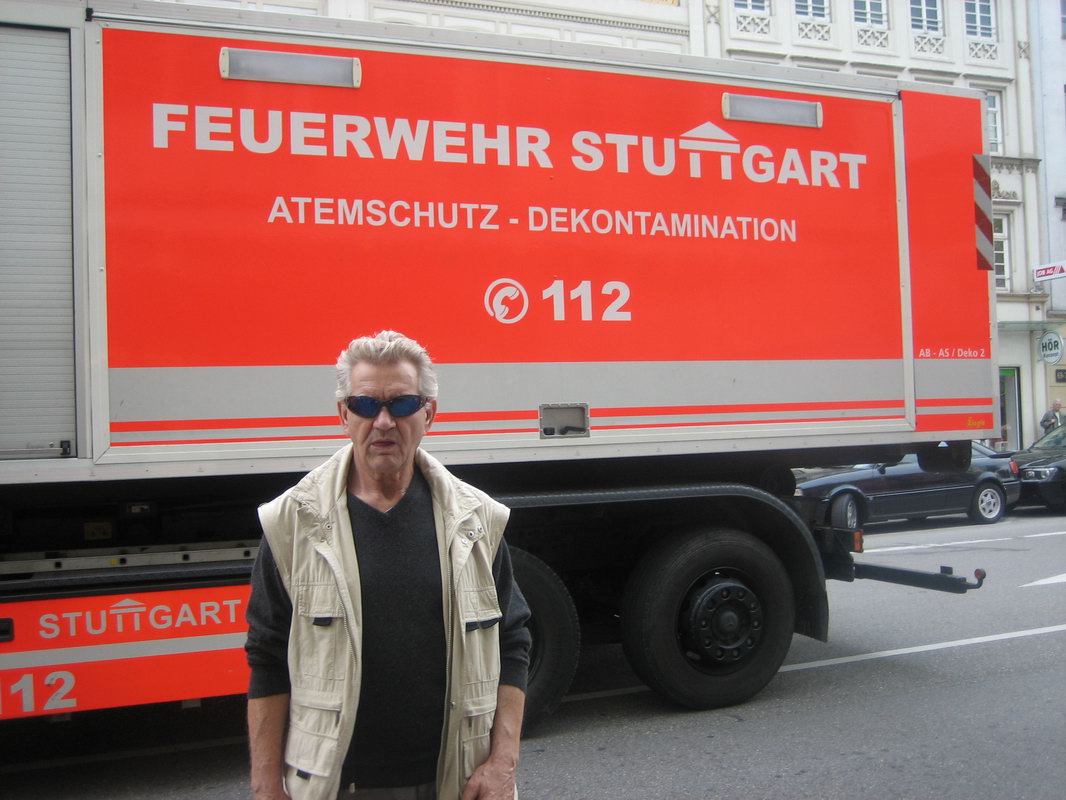 FEUERWEHR STUTTGART
ATEMSCHUTZ - DEKONTAMINATION
112
AB - AS / Deko 2
STUTTGART
112
HÖR